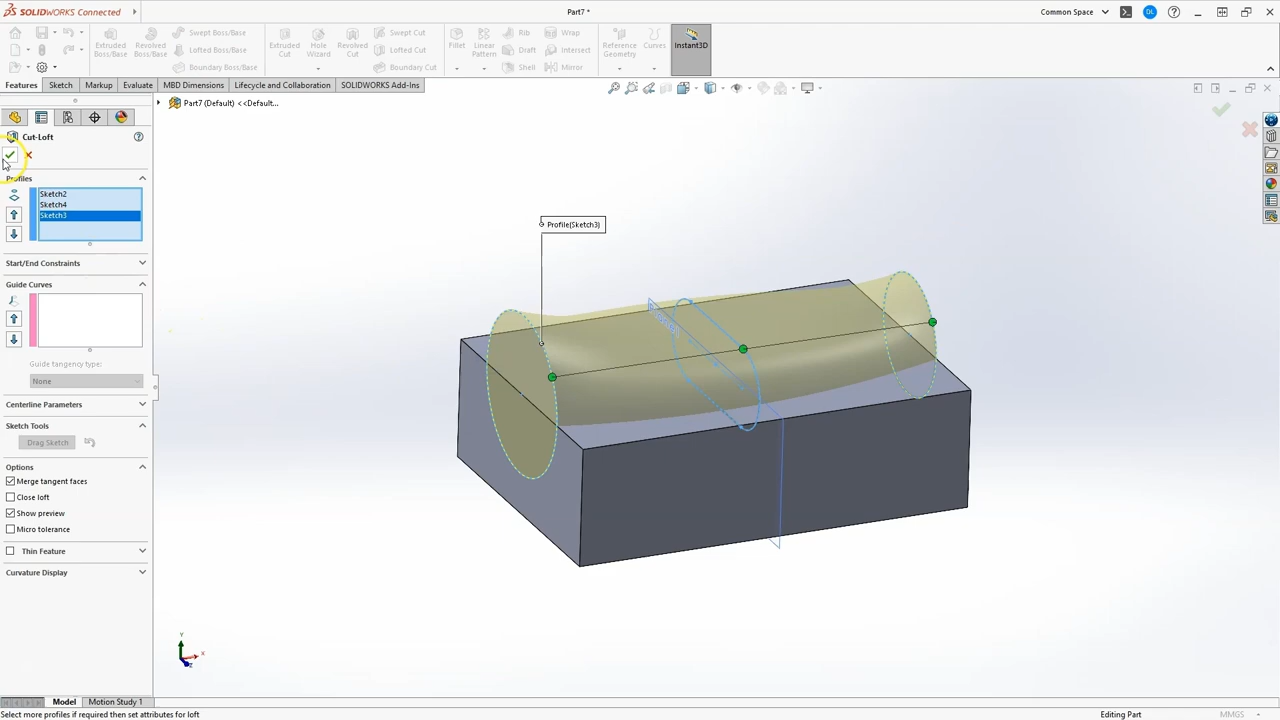 SOLIDWORKS Connected
Part7 *
Common Space
DL
Extruded Boss/Base
Revolved Boss/Base
Swept Boss/Base
Lofted Boss/Base
Boundary Boss/Base
Extruded Cut
Hole Wizard
Revolved Cut
Swept Cut
Lofted Cut
Boundary Cut
Fillet
Linear Pattern
Rib
Draft
Shell
Wrap
Intersect
Mirror
Reference Geometry
Curves
Instant3D
Features
Sketch
Markup
Evaluate
MBD Dimensions
Lifecycle and Collaboration
SOLIDWORKS Add-Ins
Part7 (Default) <<Default...
Cut-Loft
Profiles
Sketch2
Sketch4
Sketch3
Start/End Constraints
Guide Curves
Guide tangency type:
None
Centerline Parameters
Sketch Tools
Drag Sketch
Options
Merge tangent faces
Close loft
Show preview
Micro tolerance
Thin Feature
Curvature Display
Profile(Sketch3)
Y
X
Z
Model
Motion Study 1
Select more profiles if required then set attributes for loft
Editing Part
MMGS